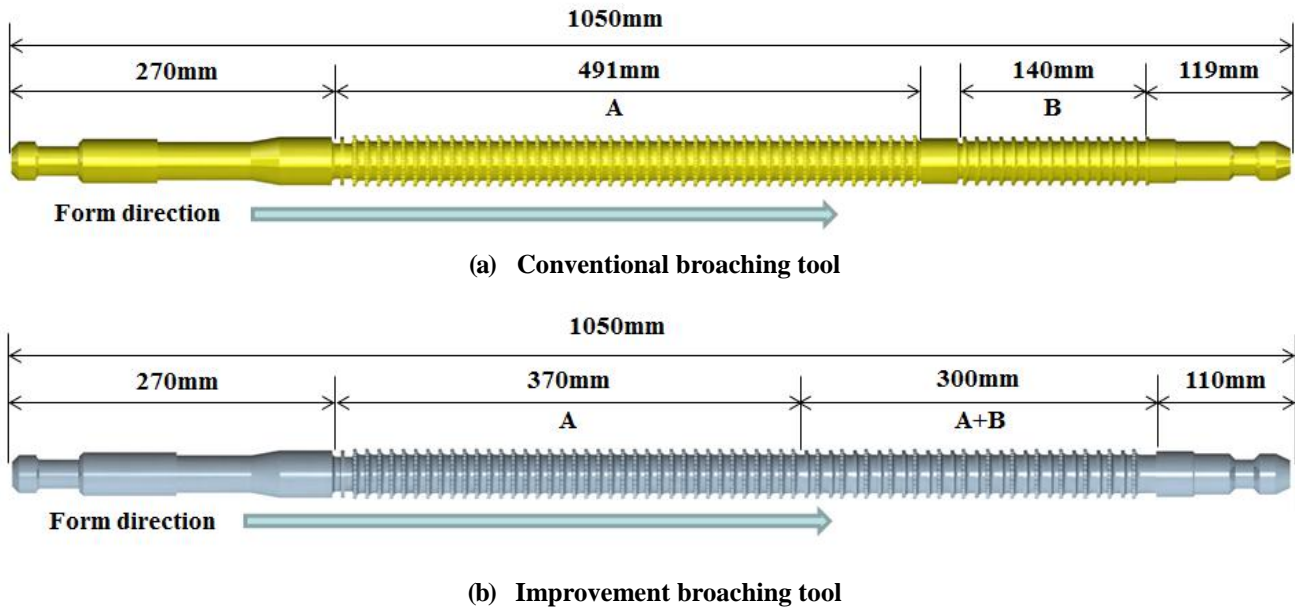 1050mm
270mm 491mm 140mm 119mm
A B
Form direction
(a) Conventional broaching tool
1050mm
270mm 370mm 300mm 110mm
A A+B
Form direction
(b) Improvement broaching tool